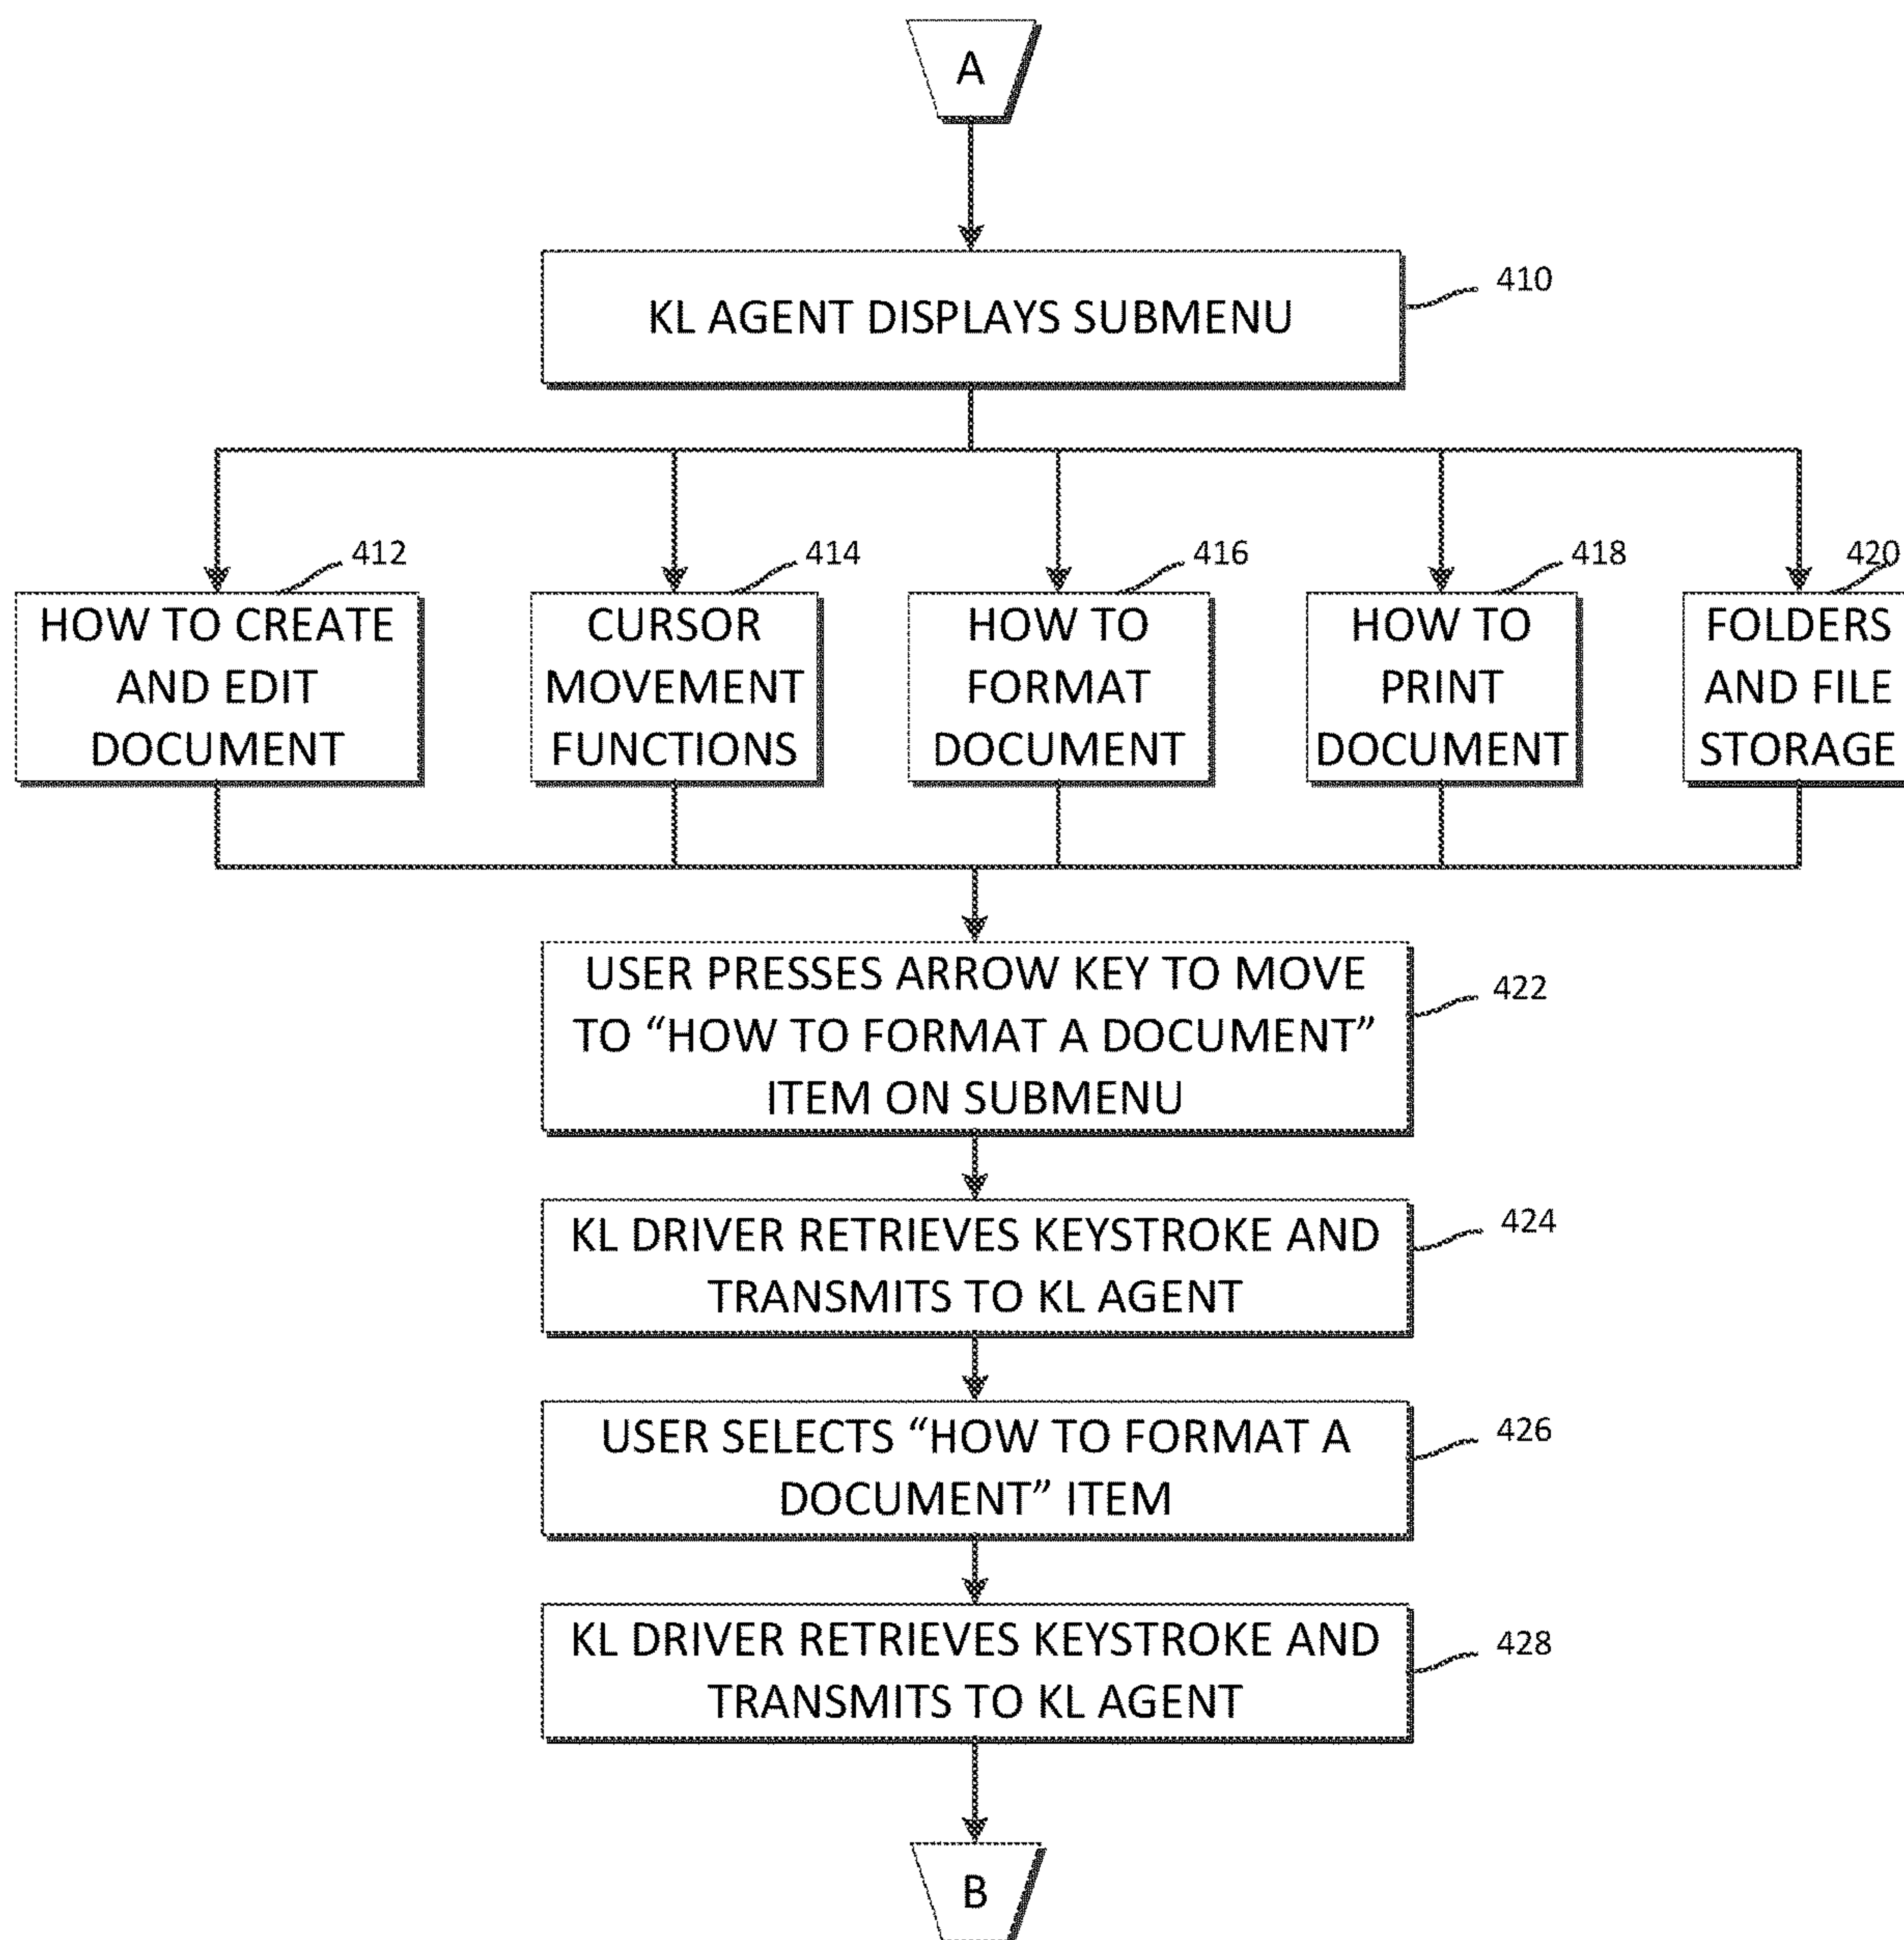 A
KL AGENT DISPLAYS SUBMENU
410
412
HOW TO CREATE
AND EDIT
DOCUMENT
414
CURSOR
MOVEMENT
FUNCTIONS
416
HOW TO
FORMAT
DOCUMENT
418
HOW TO
PRINT
DOCUMENT
420
FOLDERS
AND FILE
STORAGE
USER PRESSES ARROW KEY TO MOVE
TO “HOW TO FORMAT A DOCUMENT”
ITEM ON SUBMENU
422
KL DRIVER RETRIEVES KEYSTROKE AND
TRANSMITS TO KL AGENT
424
USER SELECTS “HOW TO FORMAT A
DOCUMENT” ITEM
426
KL DRIVER RETRIEVES KEYSTROKE AND
TRANSMITS TO KL AGENT
428
B